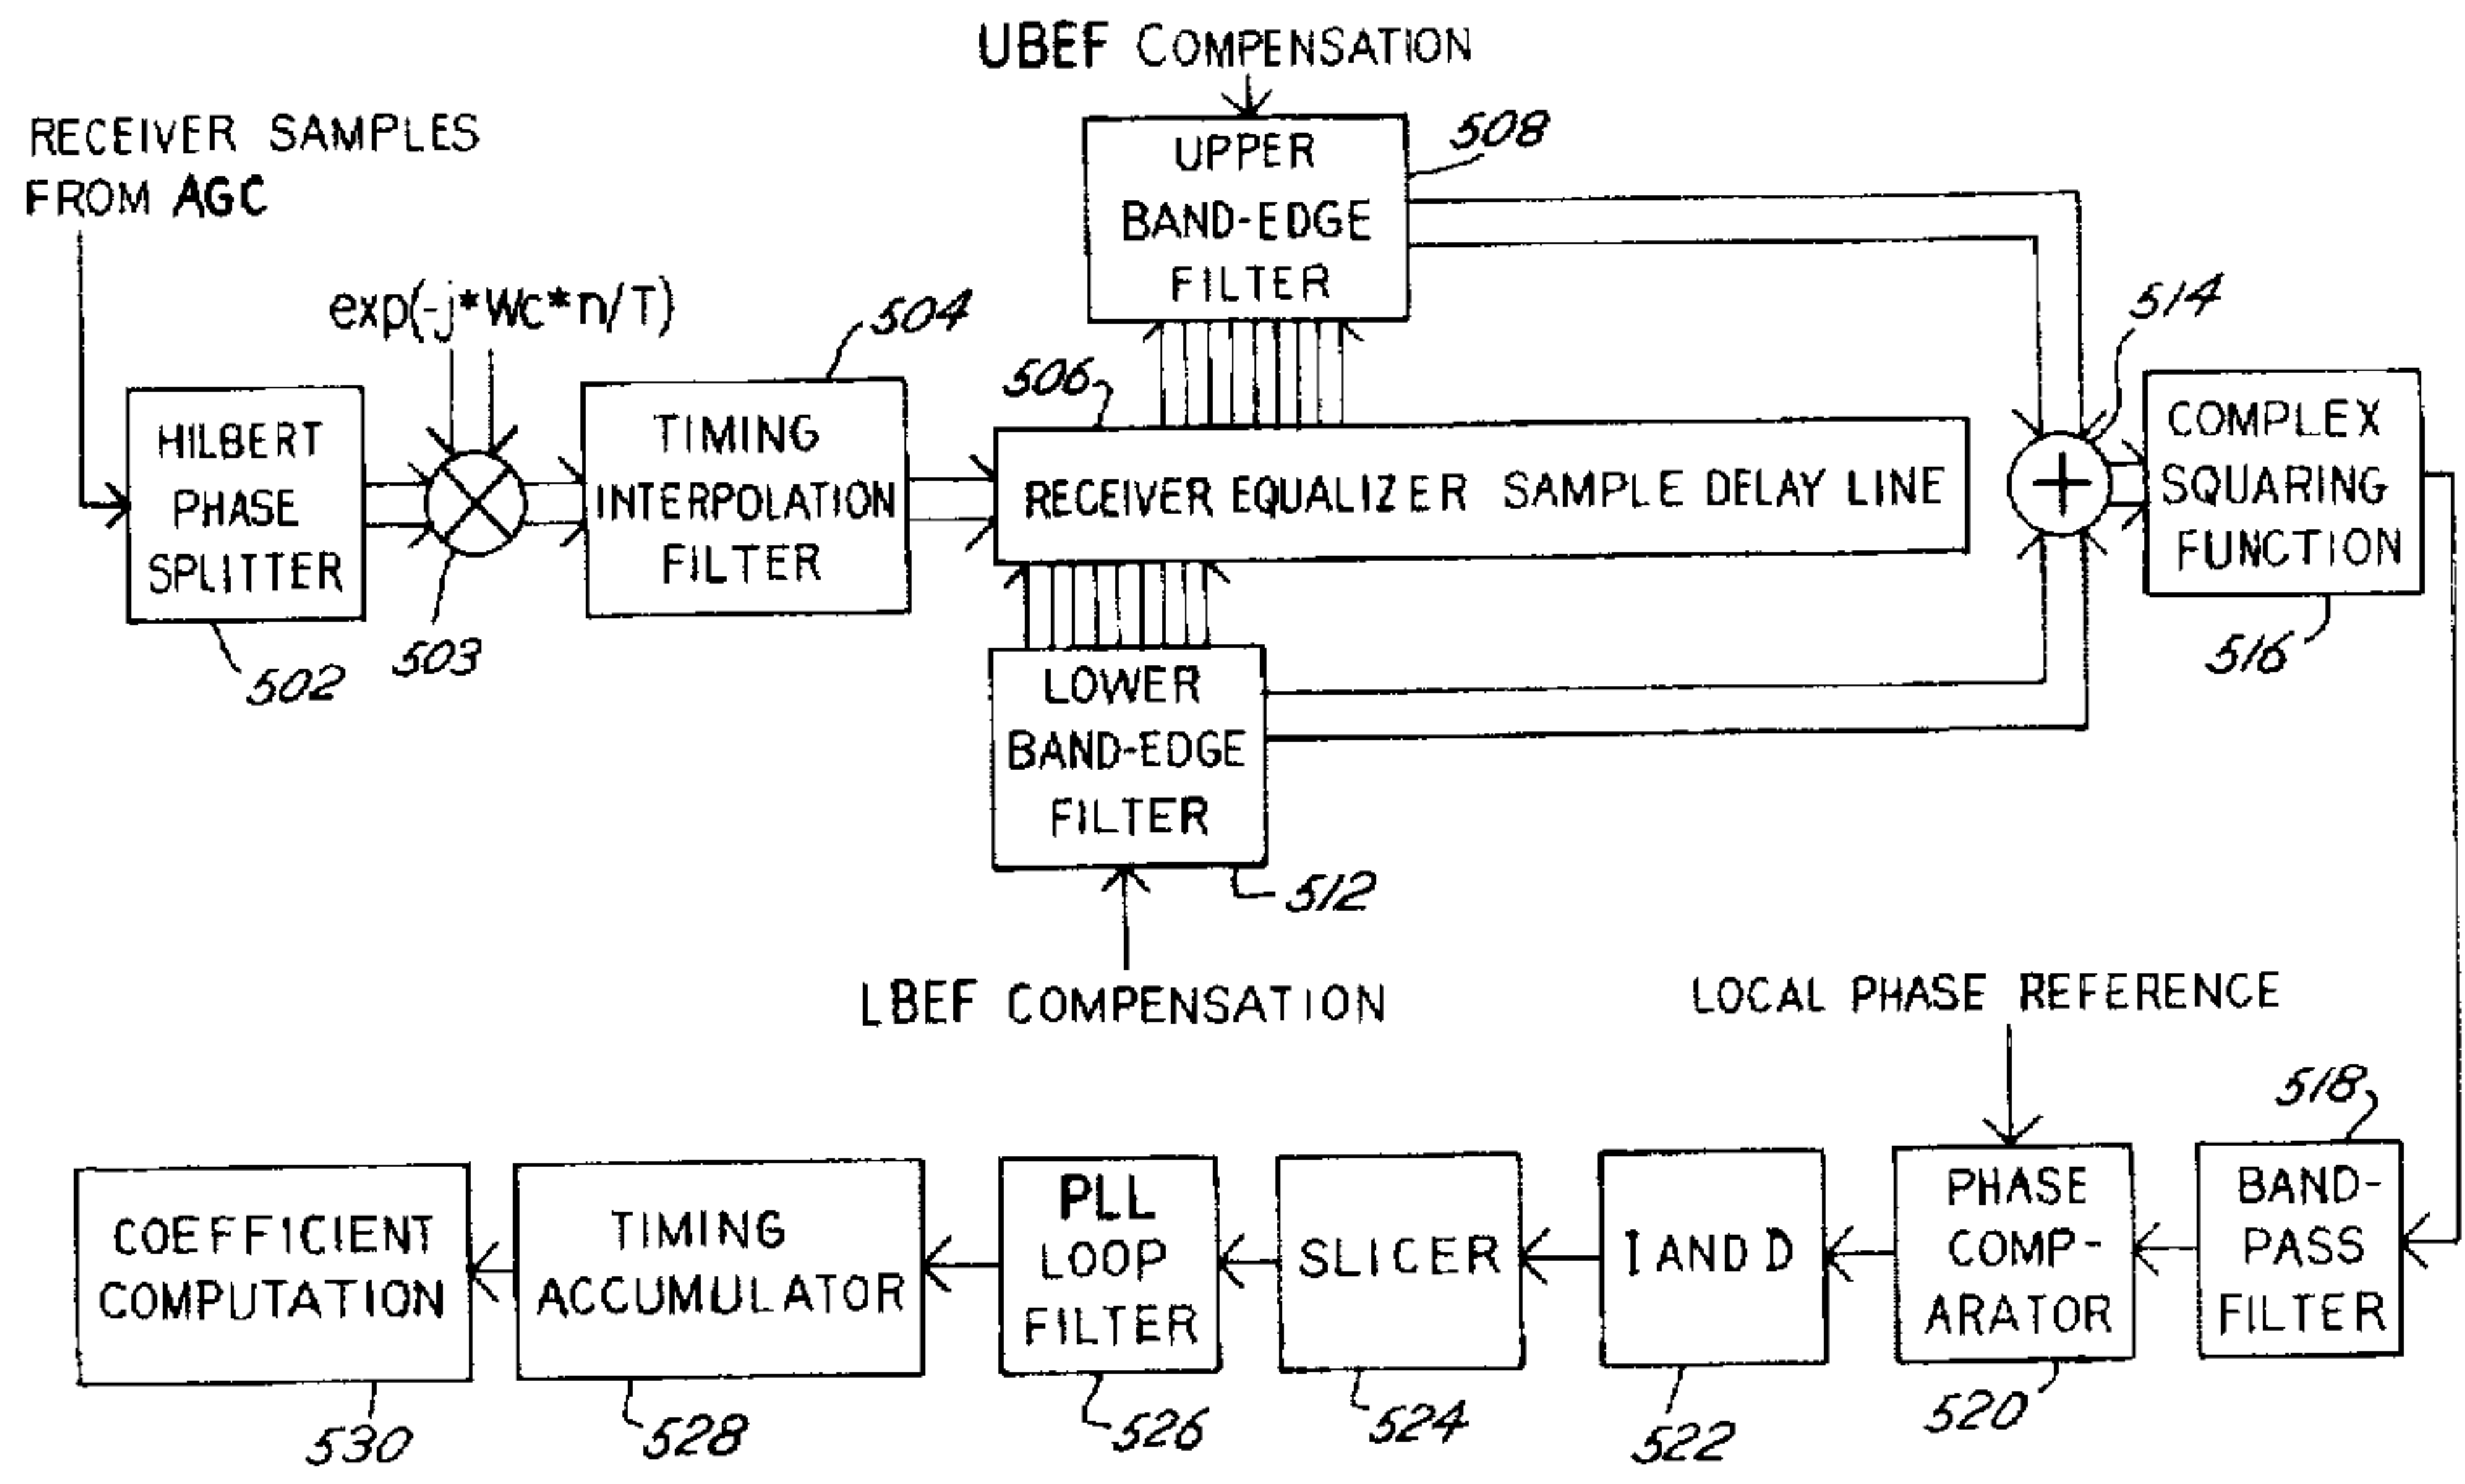 UBEF COMPENSATION
RECEIVER SAMPLES
FROM AGC
exp(-j*Wc*n/T)
UPPER
BAND-EDGE
FILTER
508
504
506
514
HILBERT
PHASE
SPLITTER
502
503
TIMING
INTERPOLATION
FILTER
RECEIVER EQUALIZER SAMPLE DELAY LINE
+
COMPLEX
SQUARING
FUNCTION
516
LOWER
BAND-EDGE
FILTER
512
LBEF COMPENSATION
LOCAL PHASE REFERENCE
518
COEFFICIENT
COMPUTATION
530
TIMING
ACCUMULATOR
528
PLL
LOOP
FILTER
526
SLICER
524
I AND D
522
PHASE
COMP-
ARATOR
520
BAND-
PASS
FILTER